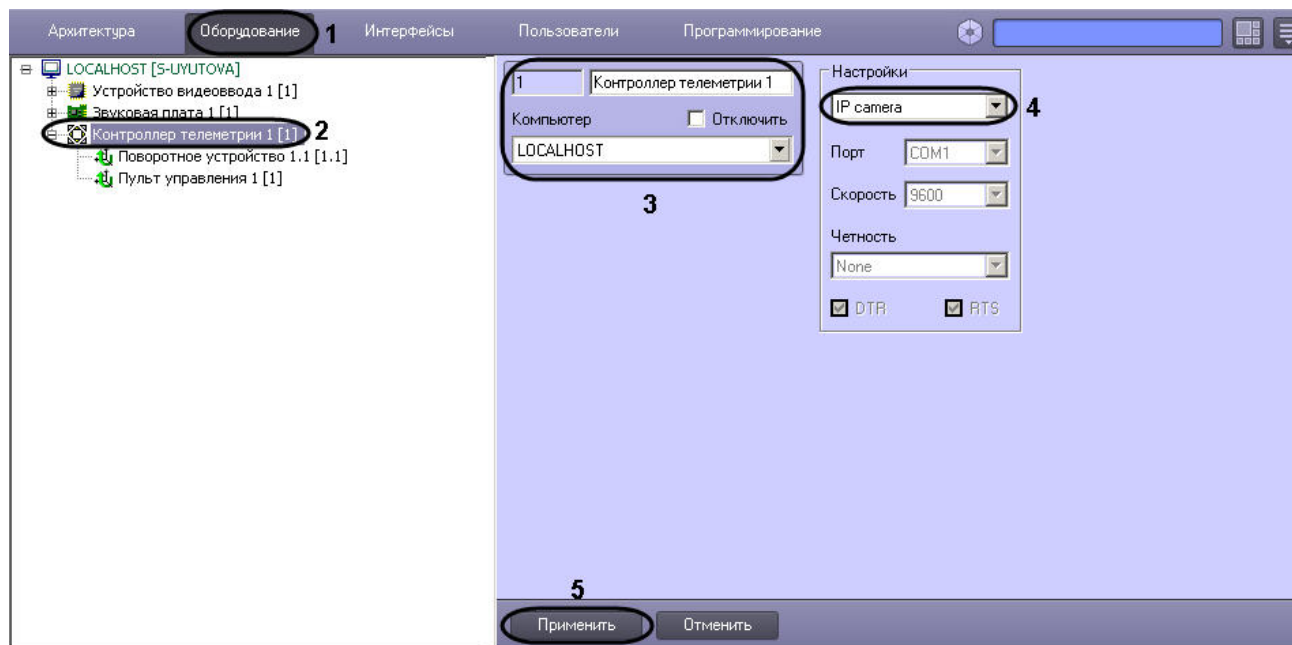 Архитектура Оборудование 1 Интерфейсы Пользователи Программирование
LOCALHOST [S-UYUTOVA]
Устройство видеоввода 1 [1]
Звуковая плата 1 [1]
Контроллер телеметрии 1 [1] 2
Поворотное устройство 1.1 [1.1]
Пульт управления 1 [1]
1 Контроллер телеметрии 1
Компьютер Отключить
LOCALHOST
3
Настройки
IP camera 4
Порт COM1
Скорость 9600
Четность
None
DTR RTS
5
Применить Отменить